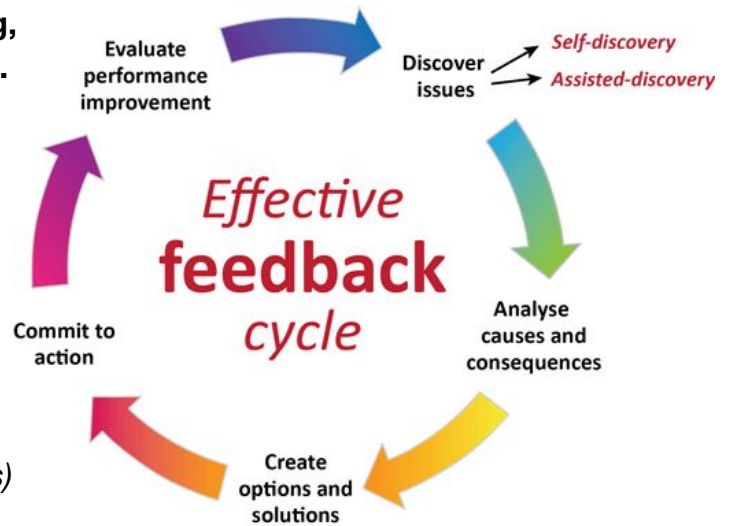 g,
.
Evaluate
performance
improvement
Discover
issues
Self-discovery
Assisted-discovery
Effective
feedback
cycle
Analyse
causes and
consequences
Commit to
action
Create
options and
solutions
s)